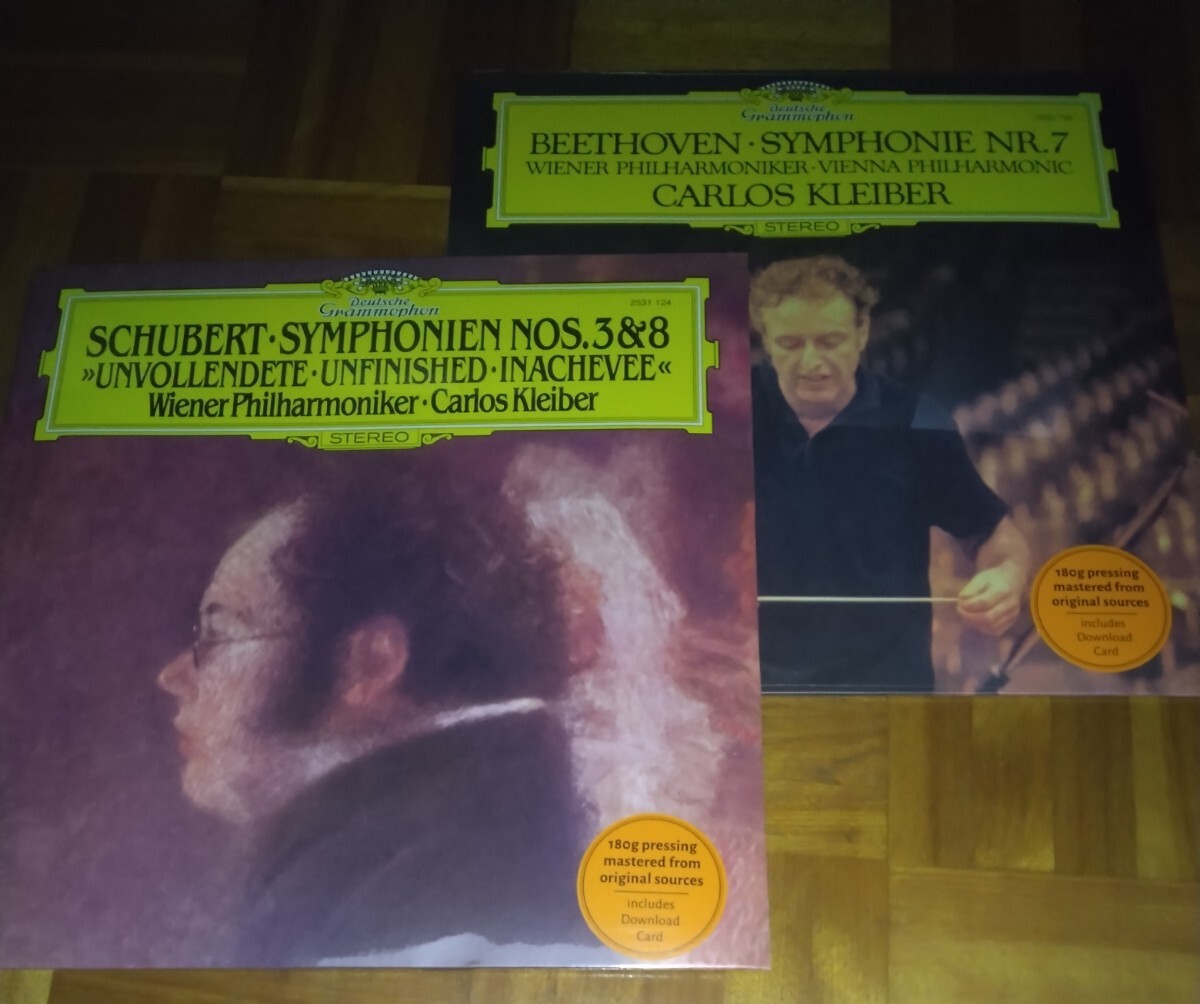 Deutsche
Grammophon
BEETHOVEN · SYMPHONIE NR.7
WIENER PHILHARMONIKER · VIENNA PHILHARMONIC
CARLOS KLEIBER
STEREO
180g pressing
mastered from
original sources
includes
Download
Card
Deutsche
Grammophon
2531 124
SCHUBERT · SYMPHONIEN NOS. 3 & 8
»UNVOLLENDETE · UNFINISHED · INACHEVEE«
Wiener Philharmoniker · Carlos Kleiber
STEREO
180g pressing
mastered from
original sources
includes
Download
Card